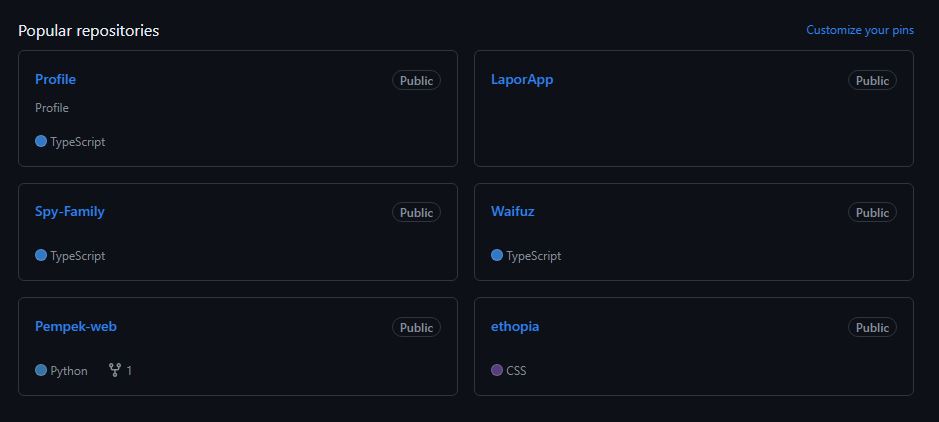 Popular repositories
Customize your pins
Profile
Public
Profile
TypeScript
LaporApp
Public
Spy-Family
Public
TypeScript
Waifuz
Public
TypeScript
Pempek-web
Public
Python 1
ethopia
Public
CSS